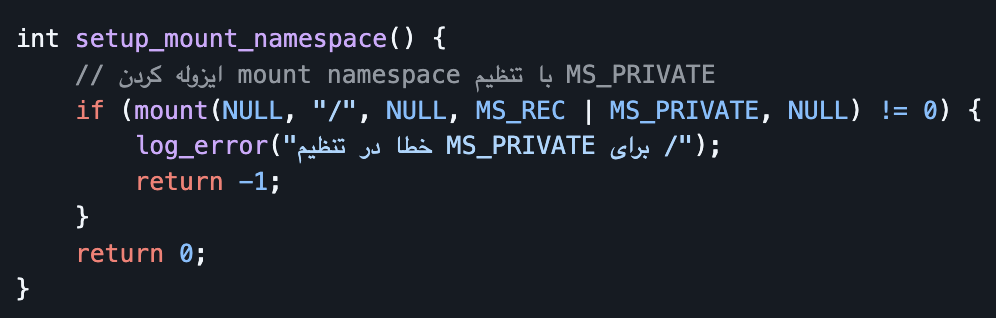 int setup_mount_namespace() {
    // ایزوله کردن mount namespace با تنظیم MS_PRIVATE
    if (mount(NULL, "/", NULL, MS_REC | MS_PRIVATE, NULL) != 0) {
        log_error("خطا در تنظیم MS_PRIVATE برای /");
        return -1;
    }
    return 0;
}